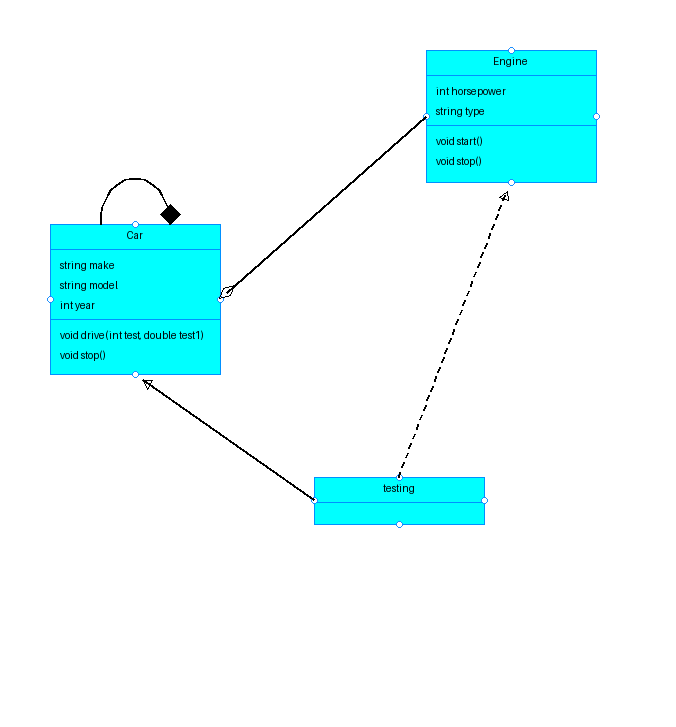 Engine
int horsepower
string type
void start()
void stop()
Car
string make
string model
int year
void drive(int test, double test1)
void stop()
testing